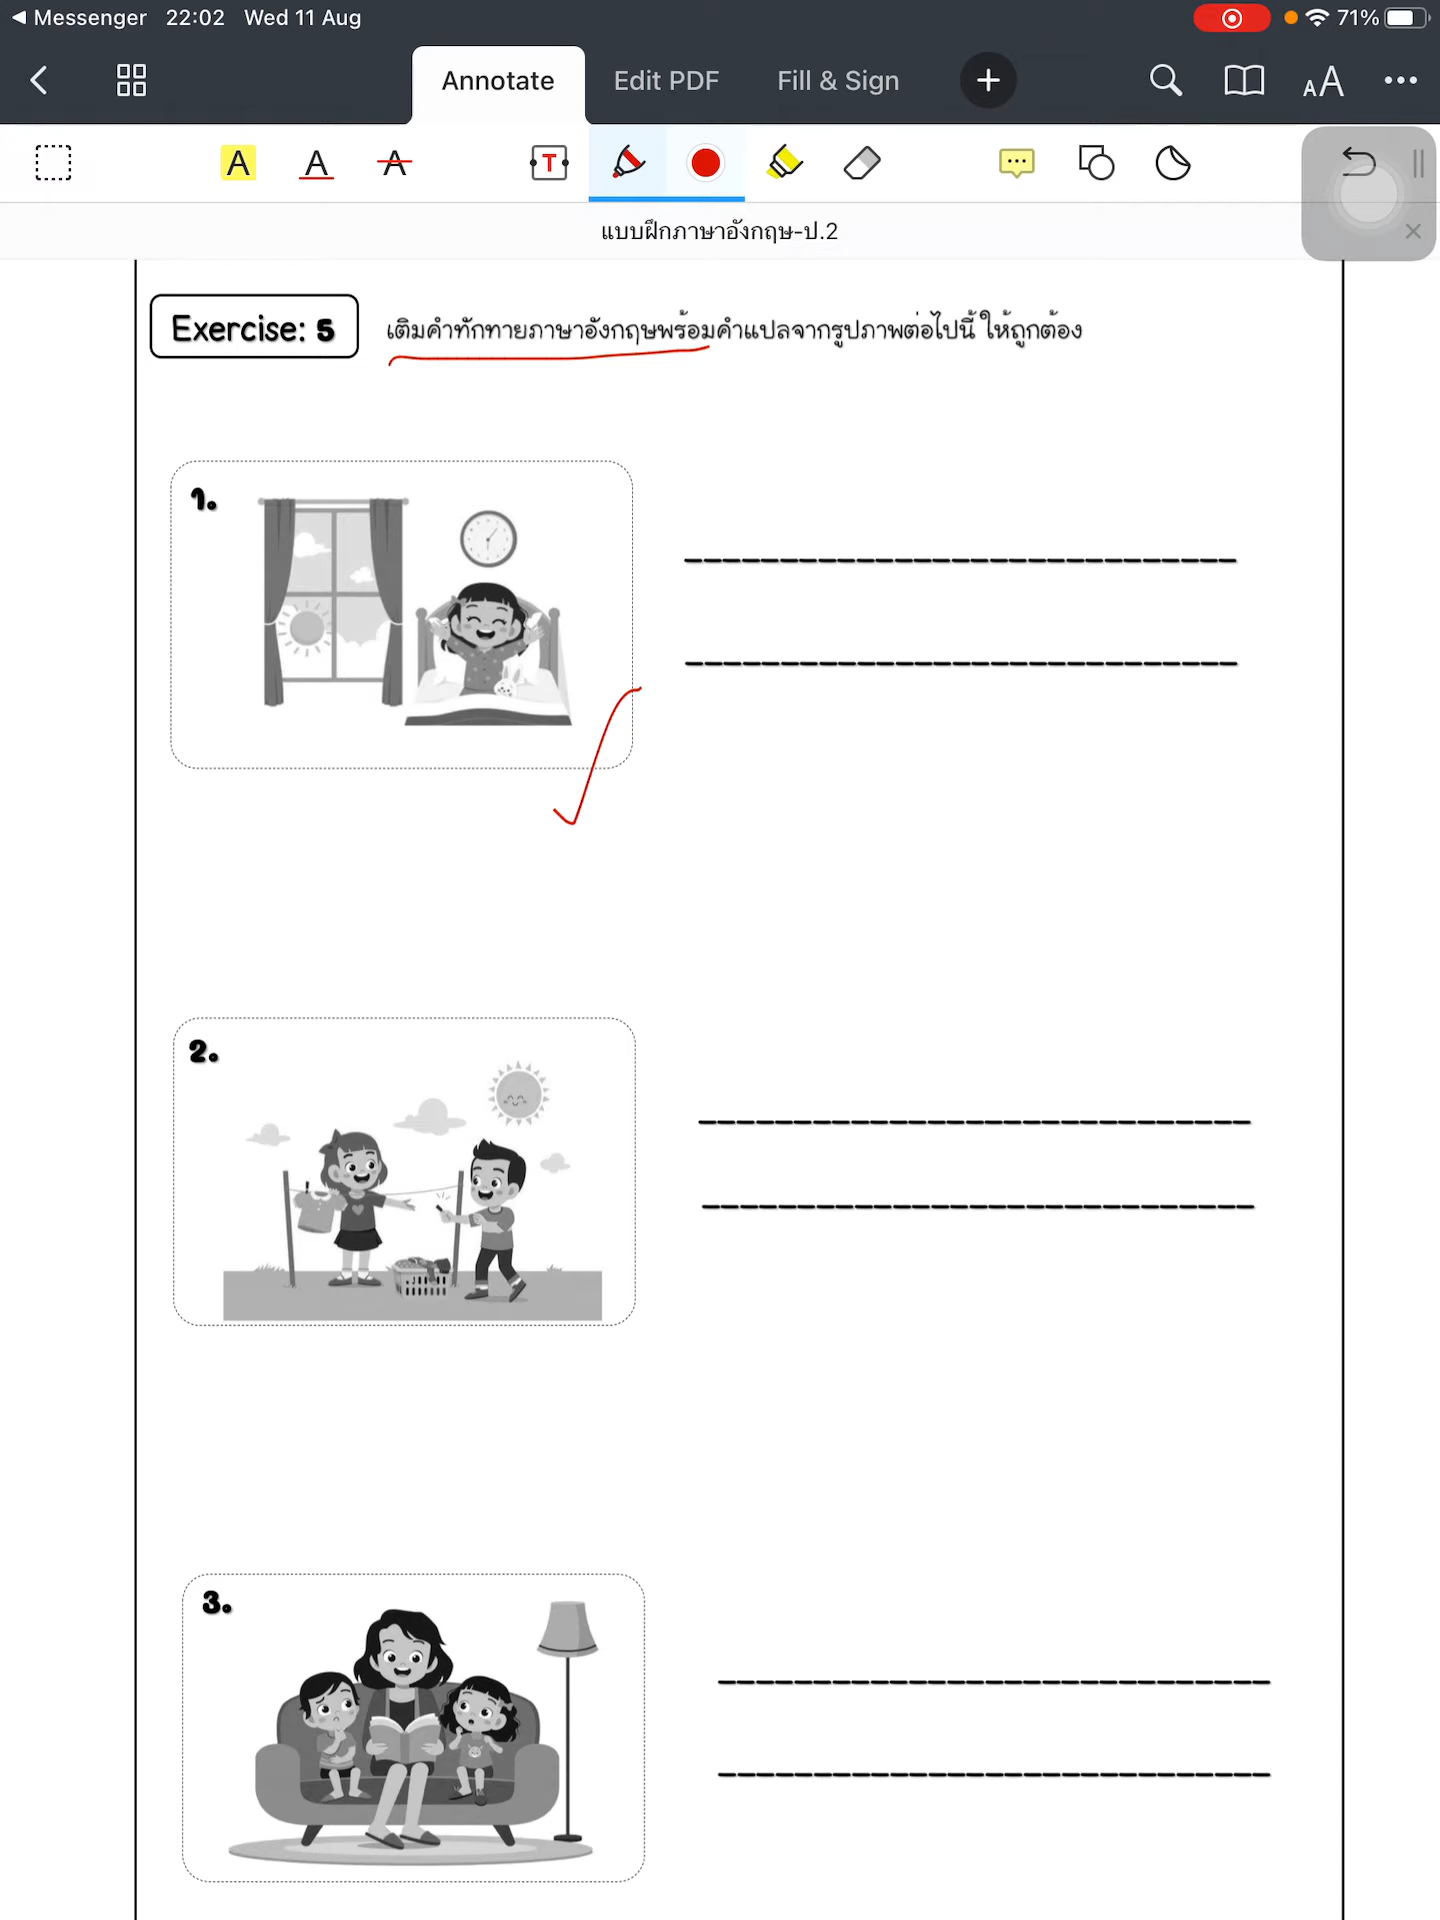 Messenger 22:02 Wed 11 Aug 71%
Annotate Edit PDF Fill & Sign
แบบฝึกภาษาอังกฤษ-ป.2
Exercise: 5 เติมคำทักทายภาษาอังกฤษพร้อมคำแปลจากรูปภาพต่อไปนี้ ให้ถูกต้อง
1.
2.
3.